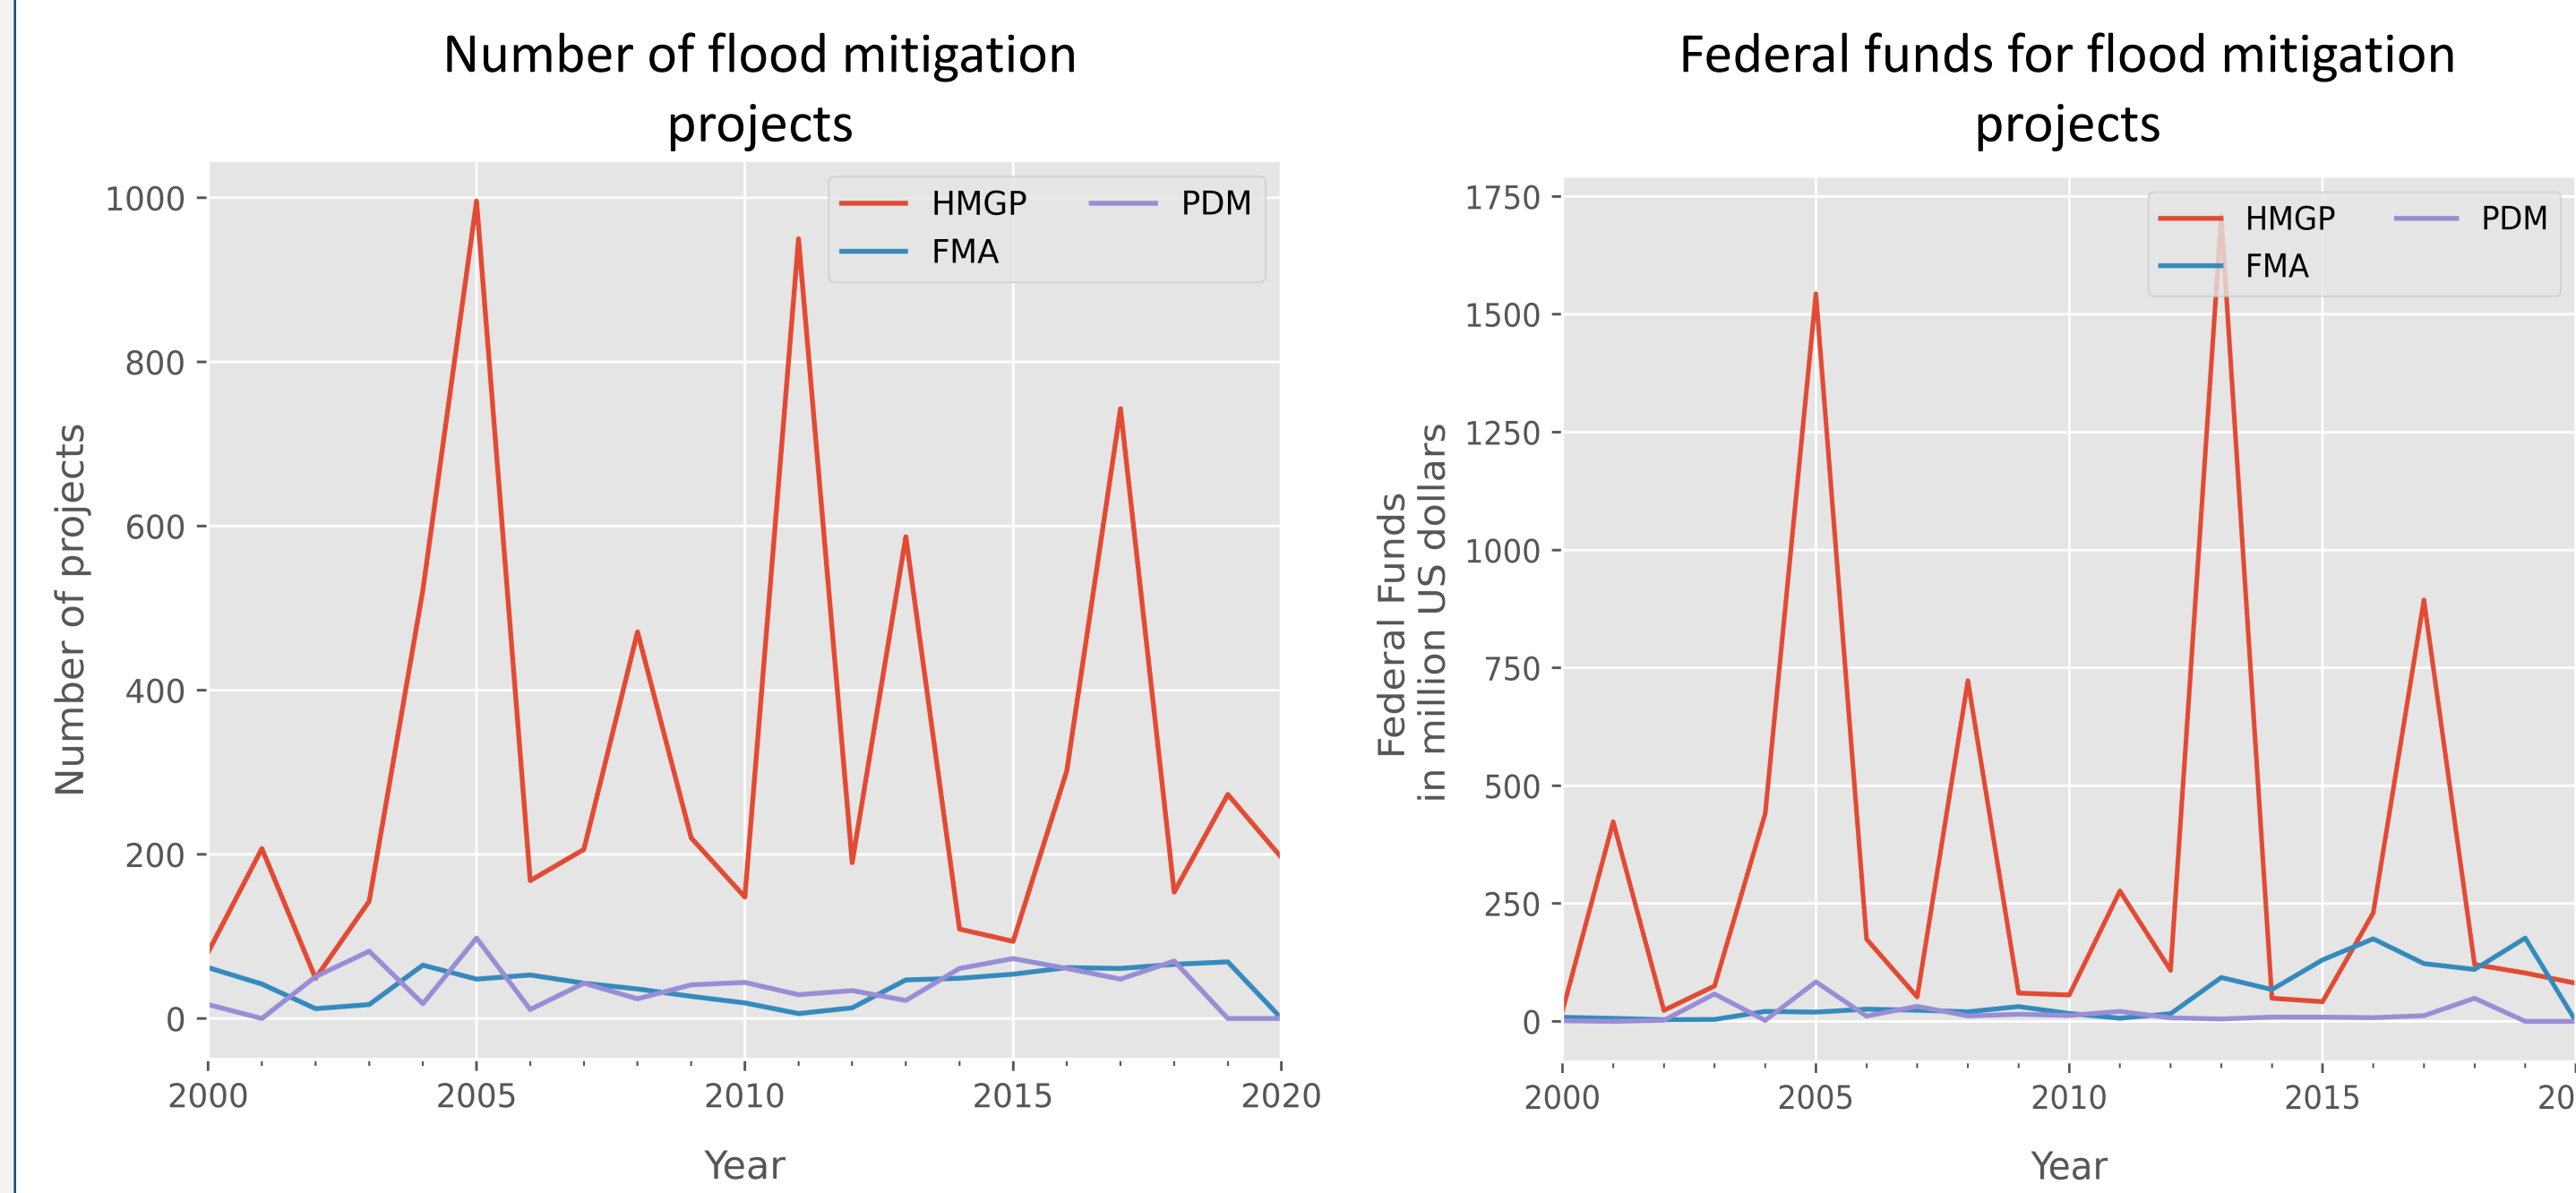 Number of flood mitigation
projects
1000
800
600
400
200
0
HMGP
FMA
PDM
Number of projects
2000
2005
2010
2015
2020
Year
Federal funds for flood mitigation
projects
1750
1500
1250
1000
750
500
250
0
HMGP
FMA
PDM
Federal Funds
in million US dollars
2000
2005
2010
2015
20
Year